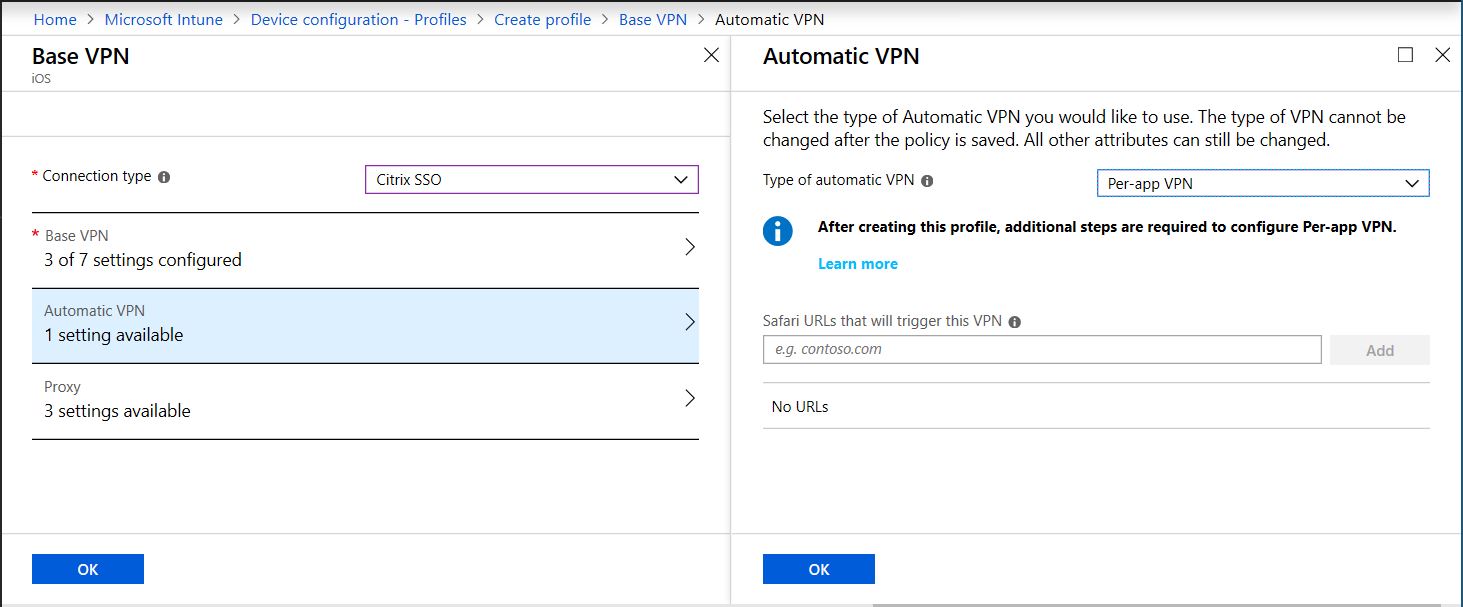 Home > Microsoft Intune > Device configuration - Profiles > Create profile > Base VPN > Automatic VPN
Base VPN
iOS
* Connection type
Citrix SSO
* Base VPN
3 of 7 settings configured
Automatic VPN
1 setting available
Proxy
3 settings available
OK
Automatic VPN
Select the type of Automatic VPN you would like to use. The type of VPN cannot be
changed after the policy is saved. All other attributes can still be changed.
Type of automatic VPN
Per-app VPN
After creating this profile, additional steps are required to configure Per-app VPN.
Learn more
Safari URLs that will trigger this VPN
e.g. contoso.com
Add
No URLs
OK